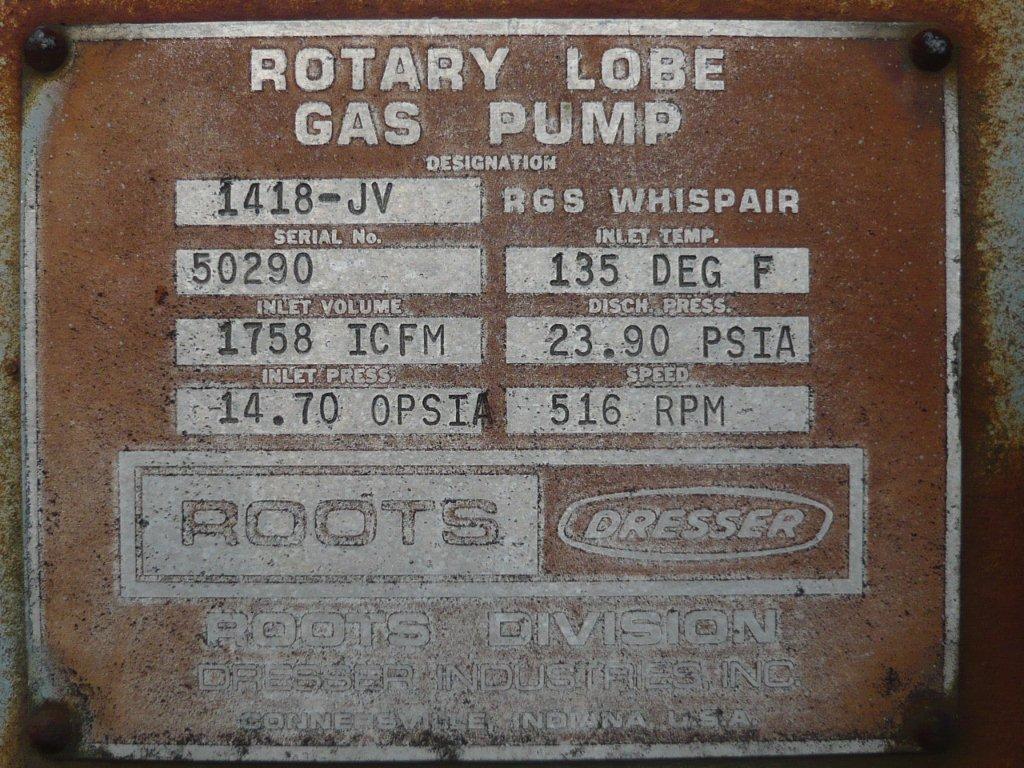 ROTARY LOBE
GAS PUMP
DESIGNATION
1418-JV RGS WHISPAIR
SERIAL No. INLET TEMP.
50290 135 DEG F
INLET VOLUME DISCH. PRESS.
1758 ICFM 23.90 PSIA
INLET PRESS. SPEED
14.70 OPSIA 516 RPM
ROOTS DRESSER
ROOTS DIVISION
DRESSER INDUSTRIES, INC.
CONNERSVILLE, INDIANA, U.S.A.